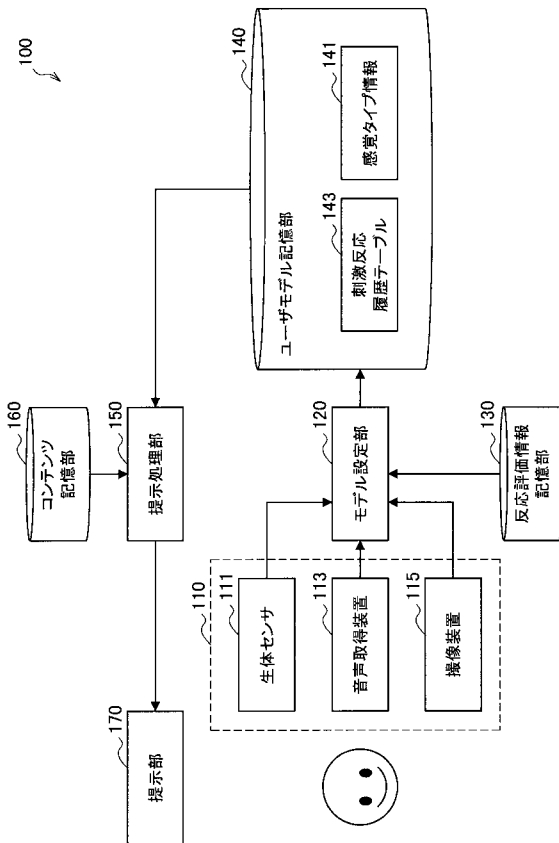 100
170
提示部
150
提示処理部
160
コンテンツ
記憶部
110
111
生体センサ
113
音声取得装置
115
撮像装置
120
モデル設定部
130
反応評価情報
記憶部
140
ユーザモデル記憶部
143
刺激反応
履歴テーブル
141
感覚タイプ情報